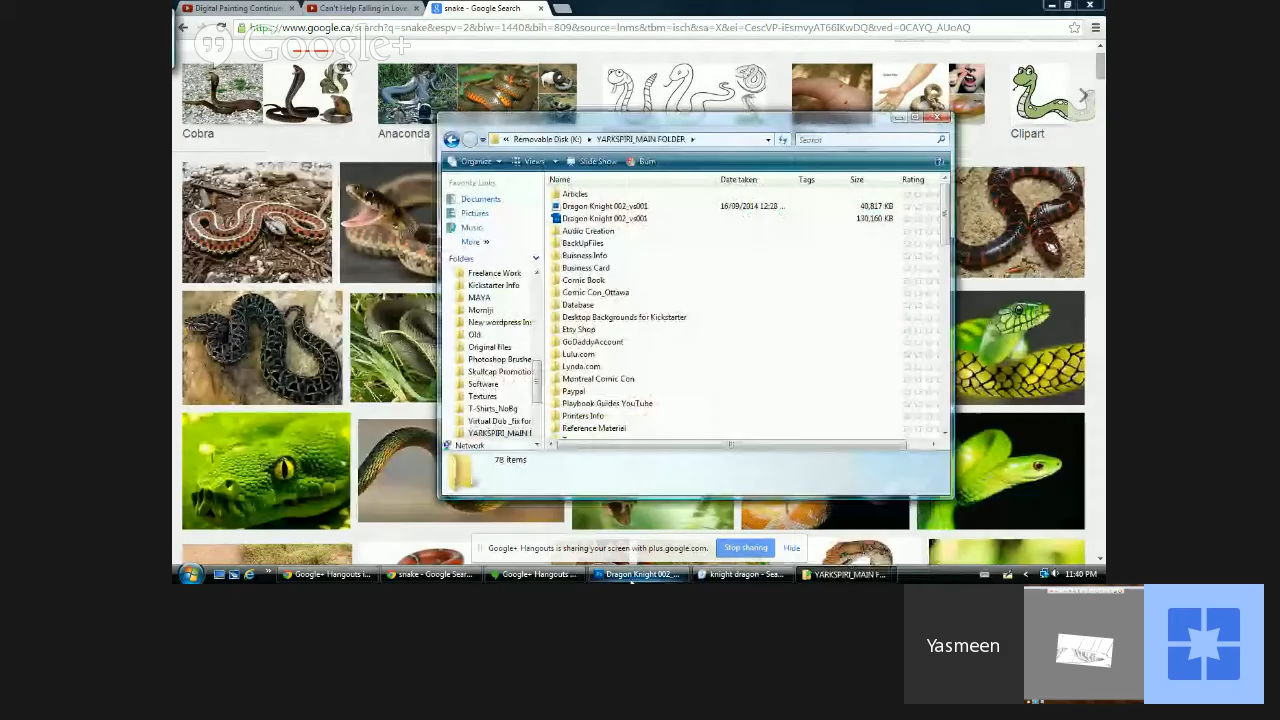 Digital Painting Continue
Can't Help Falling in Love
snake - Google Search
https://www.google.ca/search?q=snake&espv=2&biw=1440&bih=809&source=lnms&tbm=isch&sa=X&ei=CescVP-iEsmvyAT66IKwDQ&ved=0CAYQ_AUoAQ
Google+
Cobra
Anaconda
Clipart
Removable Disk (K:) YARKSPIRI_MAIN FOLDER
Search
Organize Views Slide Show Burn
Favorite Links
Documents
Pictures
Music
More »
Folders
Freelance Work
Kickstarter Info
MAYA
Momiji
New wordpress Ins
Old
Original files
Photoshop Brushe
Skullcap Promotio
Software
Textures
T-Shirts_NoBg
Virtual Dub _fix for
YARKSPIRI_MAIN F
Network
Name Date taken Tags Size Rating
Articles
Dragon Knight 002_vs001 16/09/2014 12:28 ... 40,817 KB
Dragon Knight 002_vs001 130,160 KB
Audio Creation
BackUpFiles
Buisness Info
Business Card
Comic Book
Comic Con_Ottawa
Database
Desktop Backgrounds for Kickstarter
Etsy Shop
GoDaddyAccount
Lulu.com
Lynda.com
Montreal Comic Con
Paypal
Playbook Guides YouTube
Printers Info
Reference Material
78 items
Google+ Hangouts is sharing your screen with plus.google.com.
Stop sharing
Hide
Google+ Hangouts i...
snake - Google Sear...
Google+ Hangouts ...
Dragon Knight 002_...
knight dragon - Sea...
YARKSPIRI_MAIN F...
11:40 PM
Yasmeen